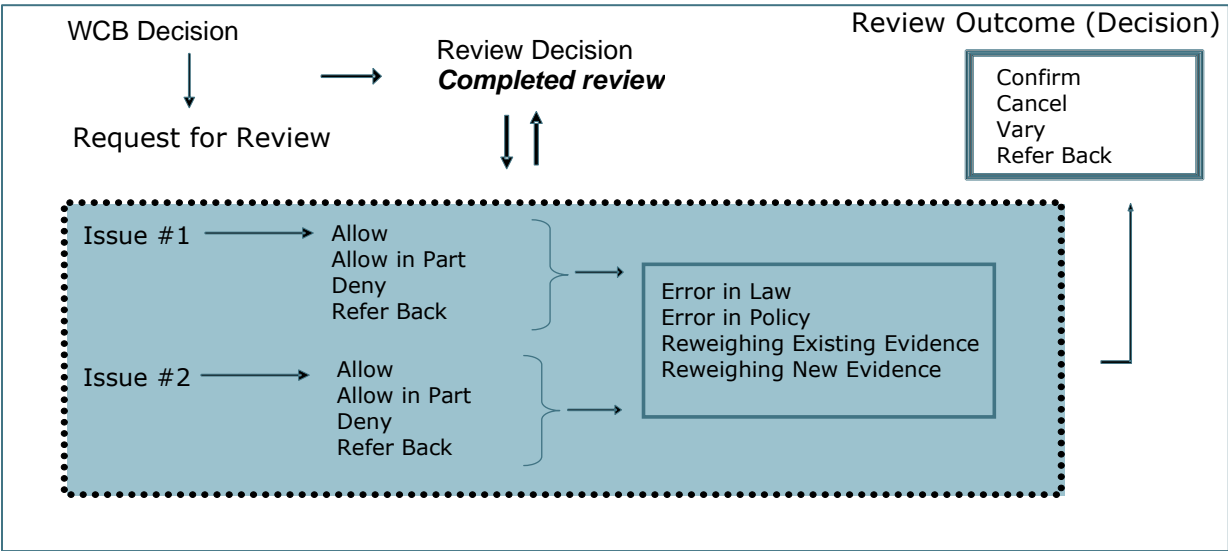 WCB Decision
Request for Review
Review Decision
Completed review
Review Outcome (Decision)
Confirm
Cancel
Vary
Refer Back
Issue #1
Allow
Allow in Part
Deny
Refer Back
Issue #2
Allow
Allow in Part
Deny
Refer Back
Error in Law
Error in Policy
Reweighing Existing Evidence
Reweighing New Evidence